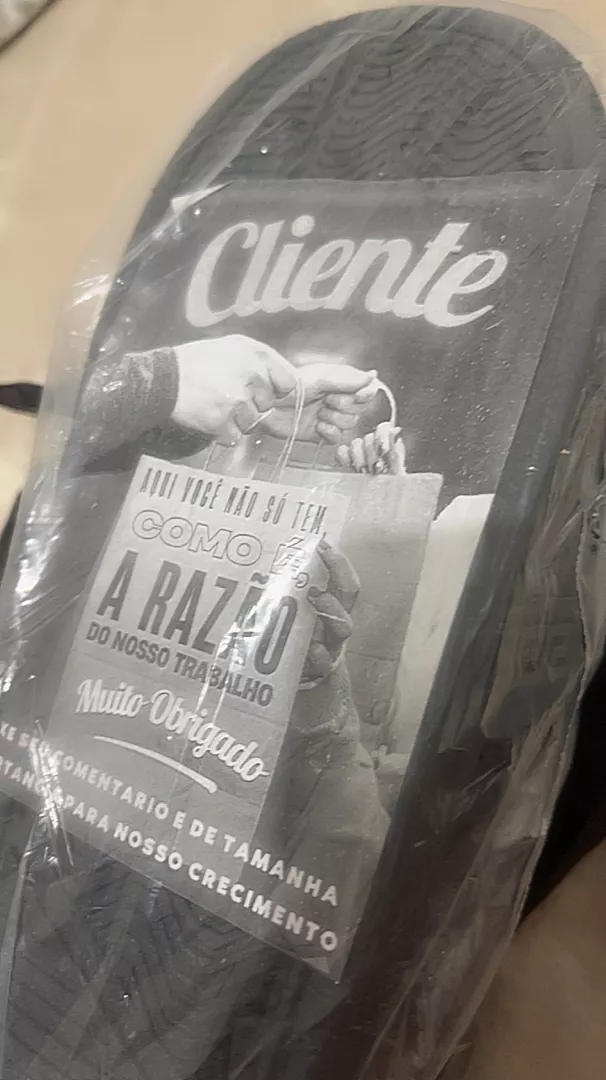 Cliente
AQUI VOCÊ NÃO SÓ TEM,
COMO É,
A RAZÃO
DO NOSSO TRABALHO
Muito Obrigado
SEU COMENTARIO E DE TAMANHA
PARA NOSSO CRECIMENTO